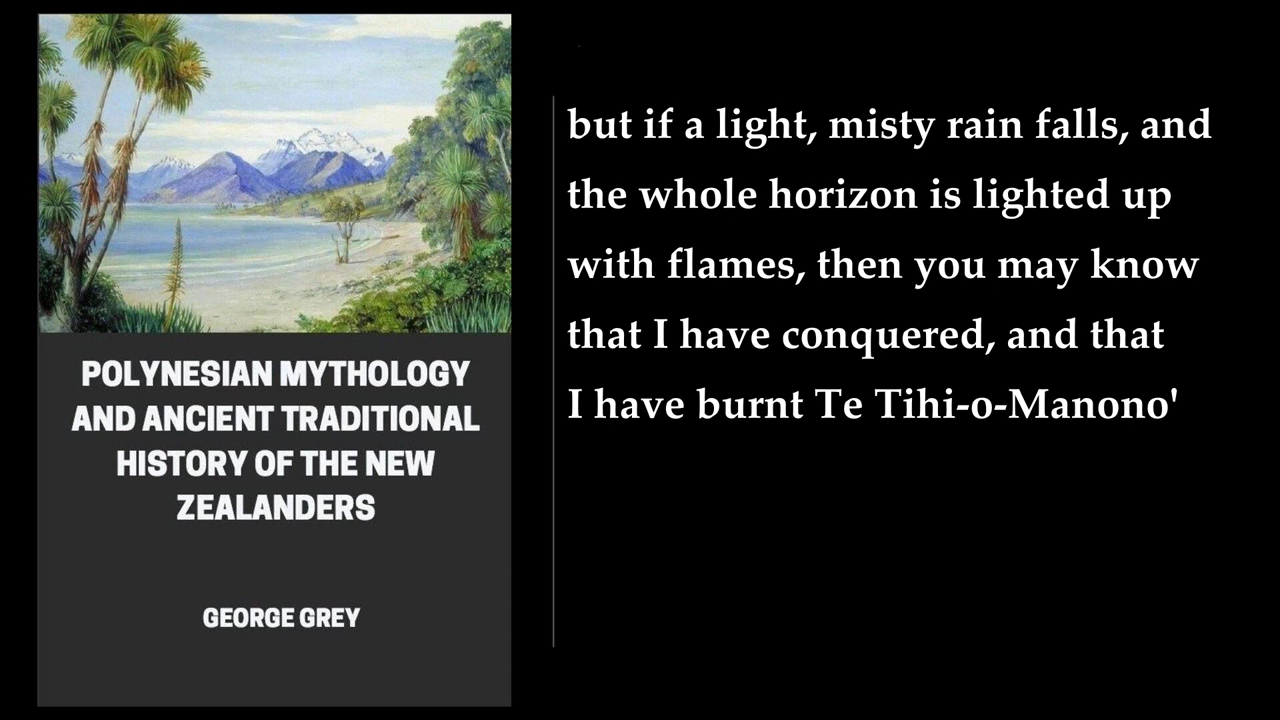 POLYNESIAN MYTHOLOGY
AND ANCIENT TRADITIONAL
HISTORY OF THE NEW
ZEALANDERS
GEORGE GREY
but if a light, misty rain falls, and
the whole horizon is lighted up
with flames, then you may know
that I have conquered, and that
I have burnt Te Tihi-o-Manono'